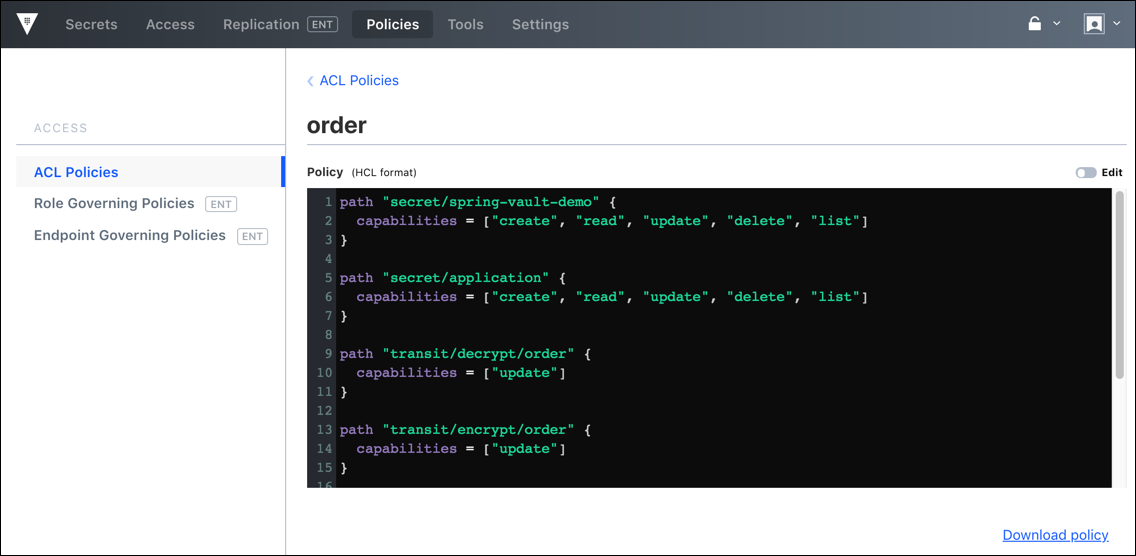 Secrets Access Replication ENT Policies Tools Settings
ACL Policies
ACCESS
order
ACL Policies
Policy (HCL format) Edit
Role Governing Policies ENT
Endpoint Governing Policies ENT
1 path "secret/spring-vault-demo" {
2   capabilities = ["create", "read", "update", "delete", "list"]
3 }
4
5 path "secret/application" {
6   capabilities = ["create", "read", "update", "delete", "list"]
7 }
8
9 path "transit/decrypt/order" {
10   capabilities = ["update"]
11 }
12
13 path "transit/encrypt/order" {
14   capabilities = ["update"]
15 }
16
Download policy